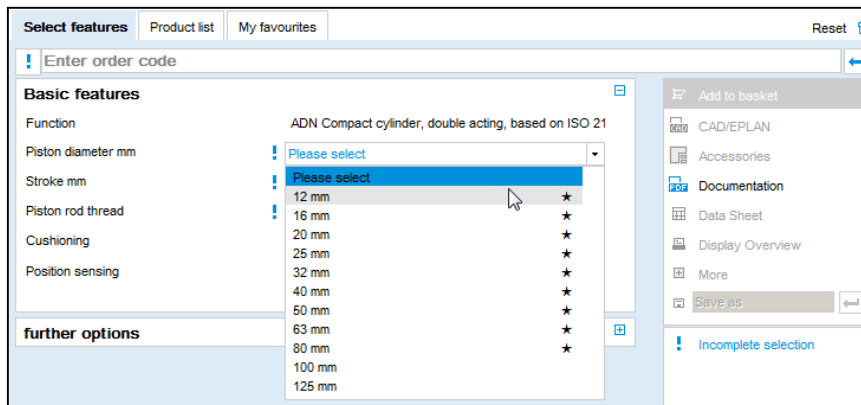 Select features
Product list
My favourites
Reset
! Enter order code
Basic features
Function
ADN Compact cylinder, double acting, based on ISO 21
Piston diameter mm
! Please select
Stroke mm
!
Piston rod thread
!
Cushioning
Position sensing
Please select
12 mm ★
16 mm ★
20 mm ★
25 mm ★
32 mm ★
40 mm ★
50 mm ★
63 mm ★
80 mm ★
100 mm
125 mm
further options
Add to basket
CAD CAD/EPLAN
Accessories
PDF Documentation
Data Sheet
Display Overview
More
Save as
! Incomplete selection